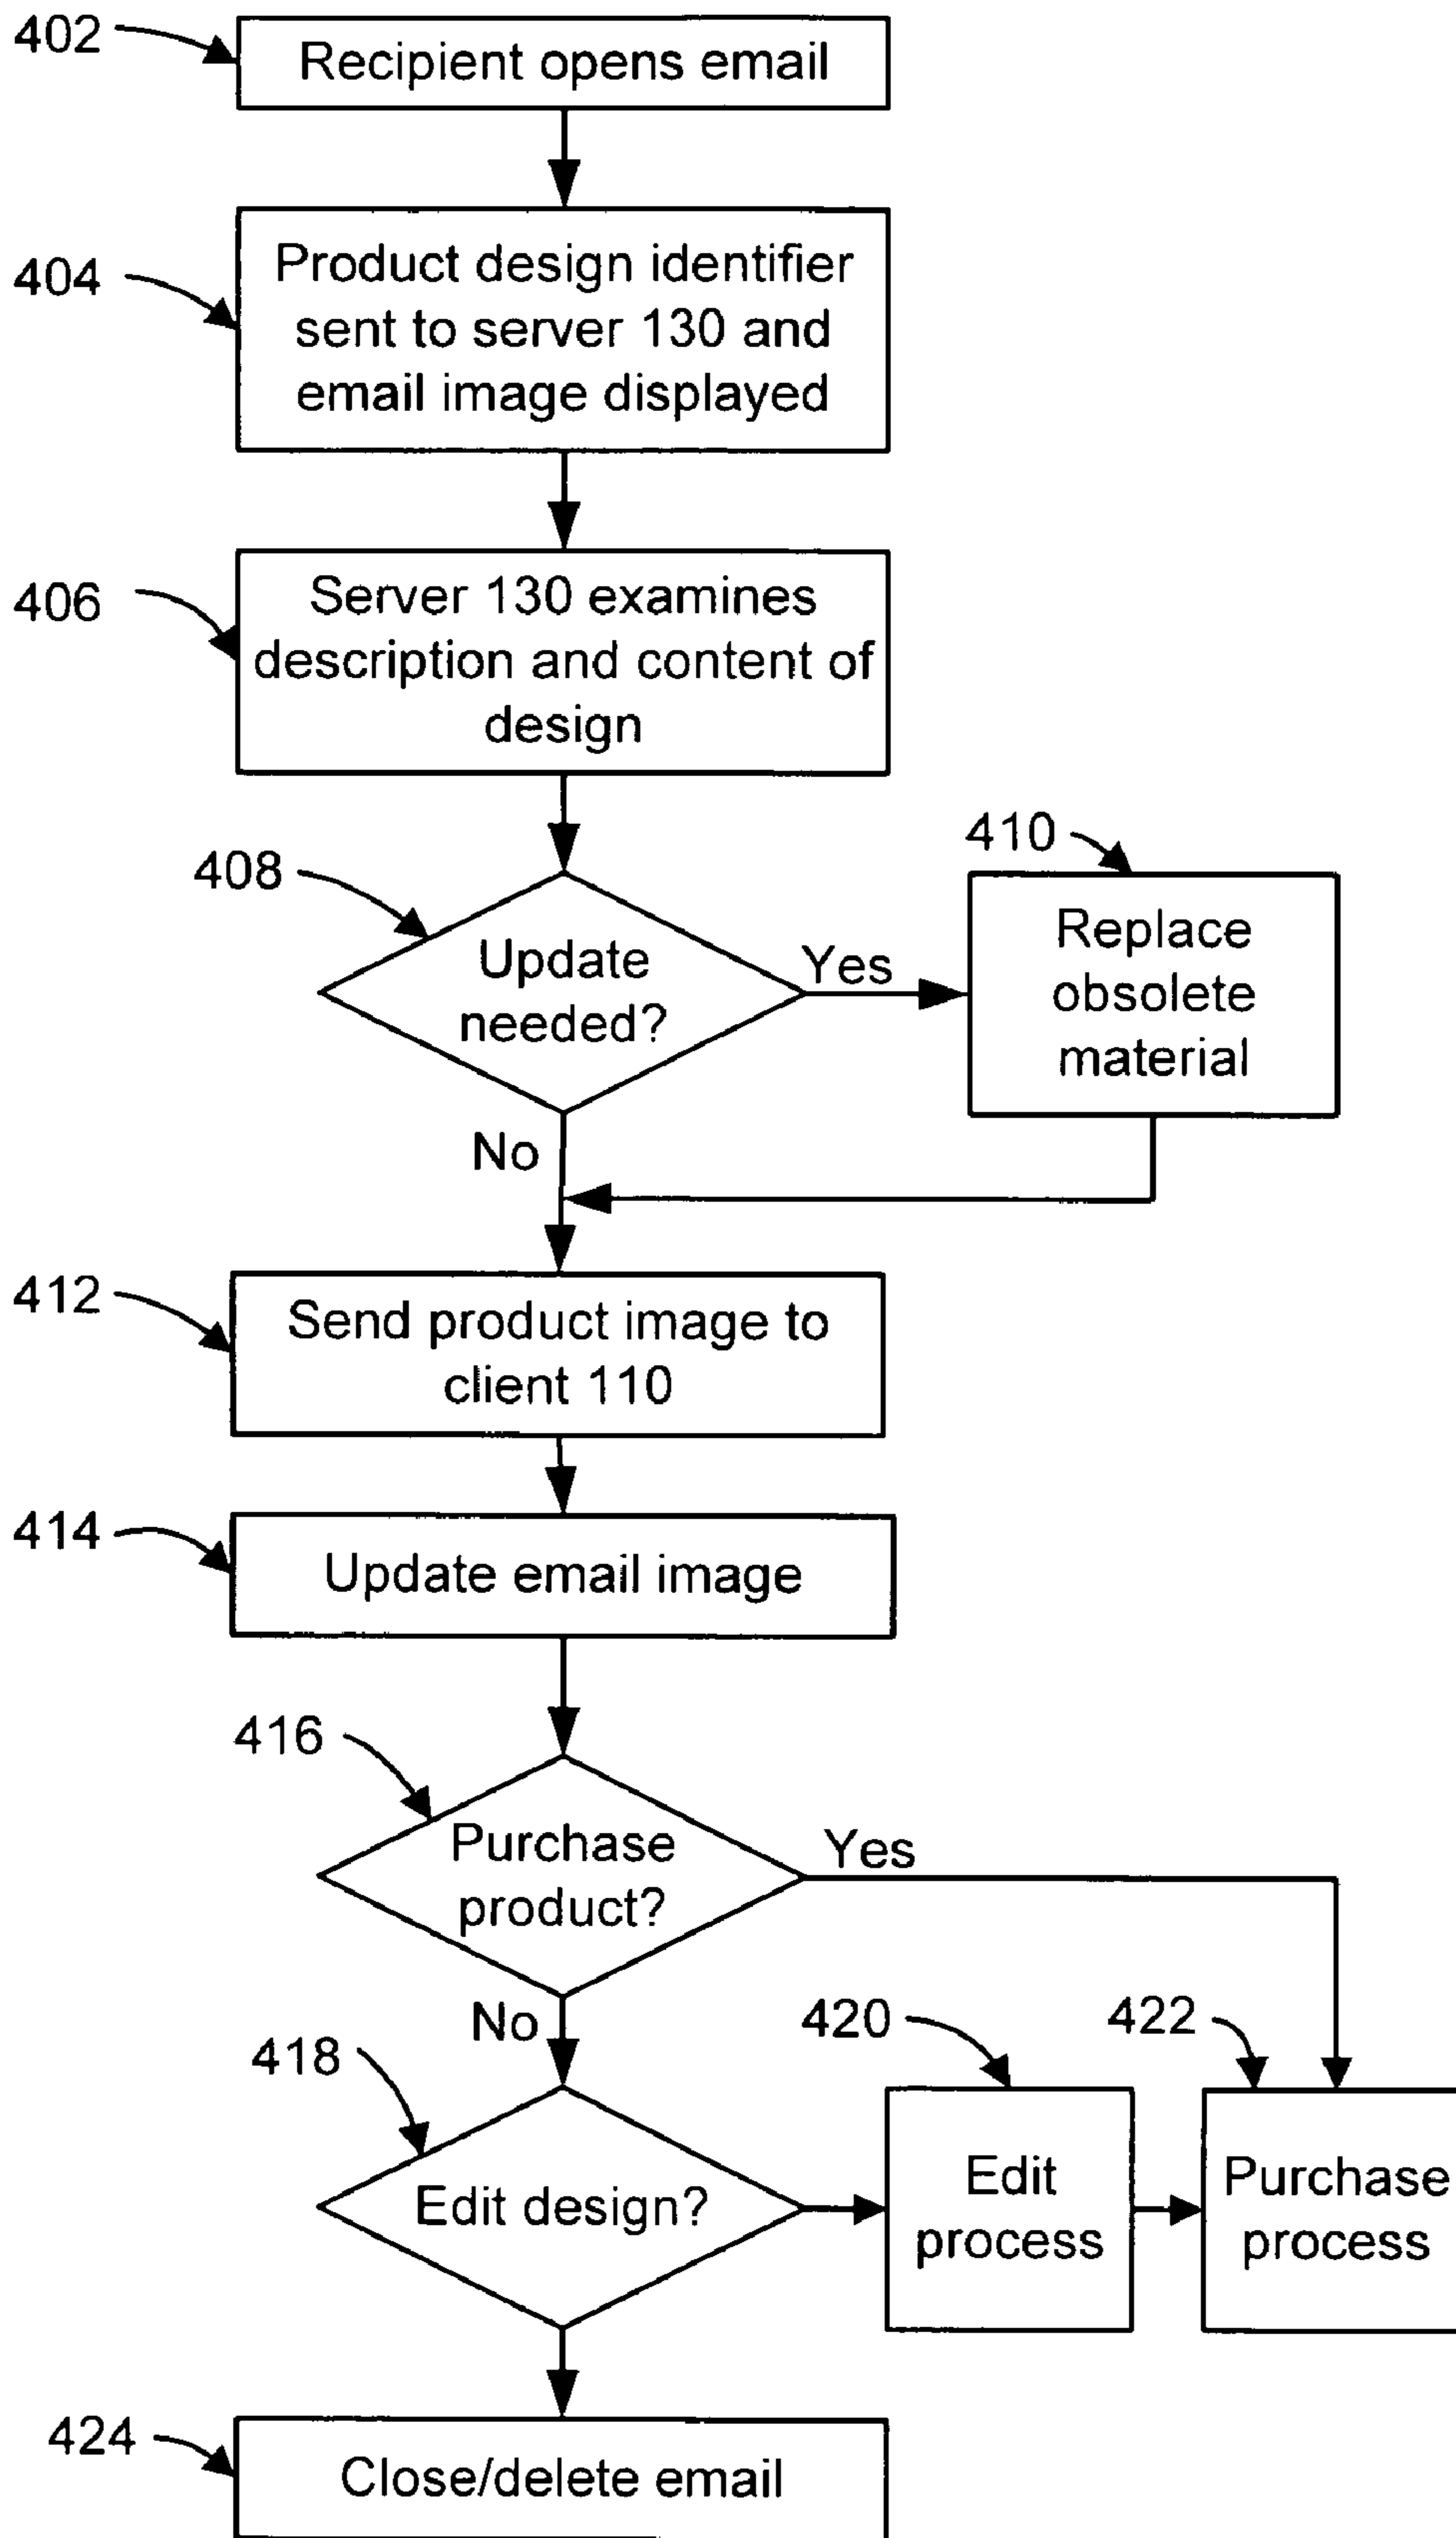 402
Recipient opens email
404
Product design identifier
sent to server 130 and
email image displayed
406
Server 130 examines
description and content of
design
408
Update
needed?
Yes
410
Replace
obsolete
material
No
412
Send product image to
client 110
414
Update email image
416
Purchase
product?
Yes
No
418
Edit design?
420
Edit
process
422
Purchase
process
424
Close/delete email